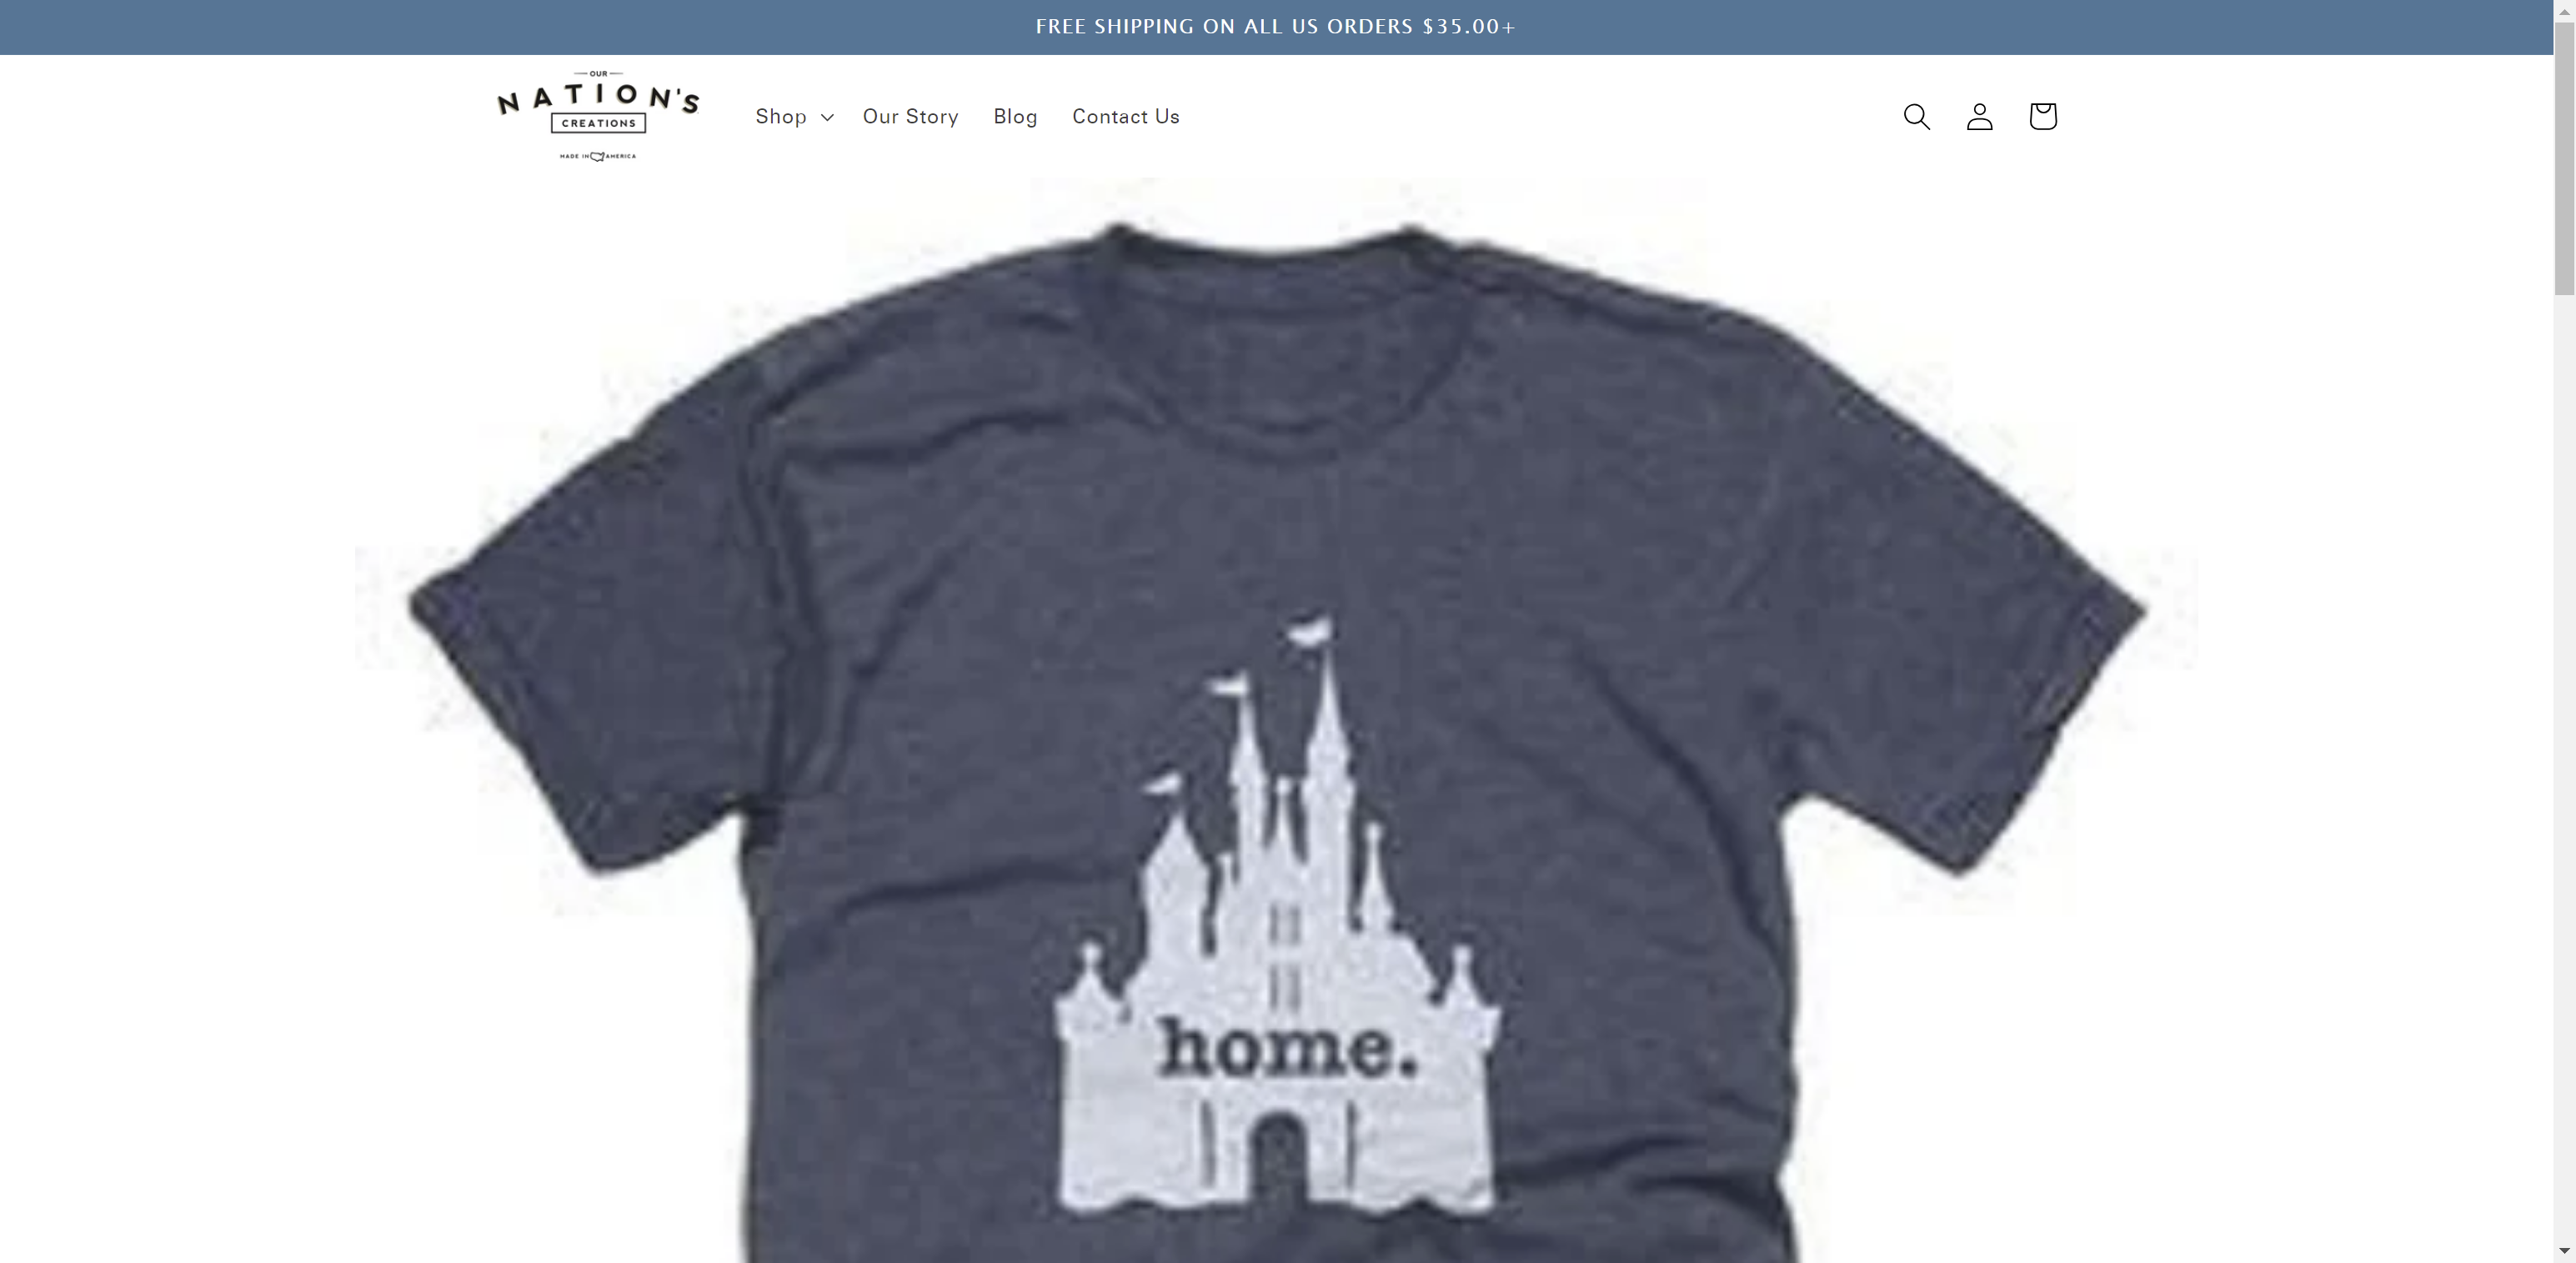 FREE SHIPPING ON ALL US ORDERS $35.00+
OUR
NATION'S
CREATIONS
MADE IN AMERICA
Shop
Our Story
Blog
Contact Us
home.